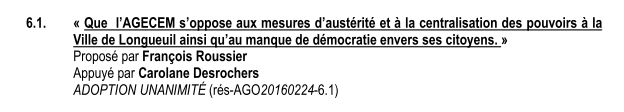 6.1. « Que l'AGECEM s'oppose aux mesures d'austérité et à la centralisation des pouvoirs à la
Ville de Longueuil ainsi qu'au manque de démocratie envers ses citoyens. »
Proposé par François Roussier
Appuyé par Carolane Desrochers
ADOPTION UNANIMITÉ (rés-AGO20160224-6.1)